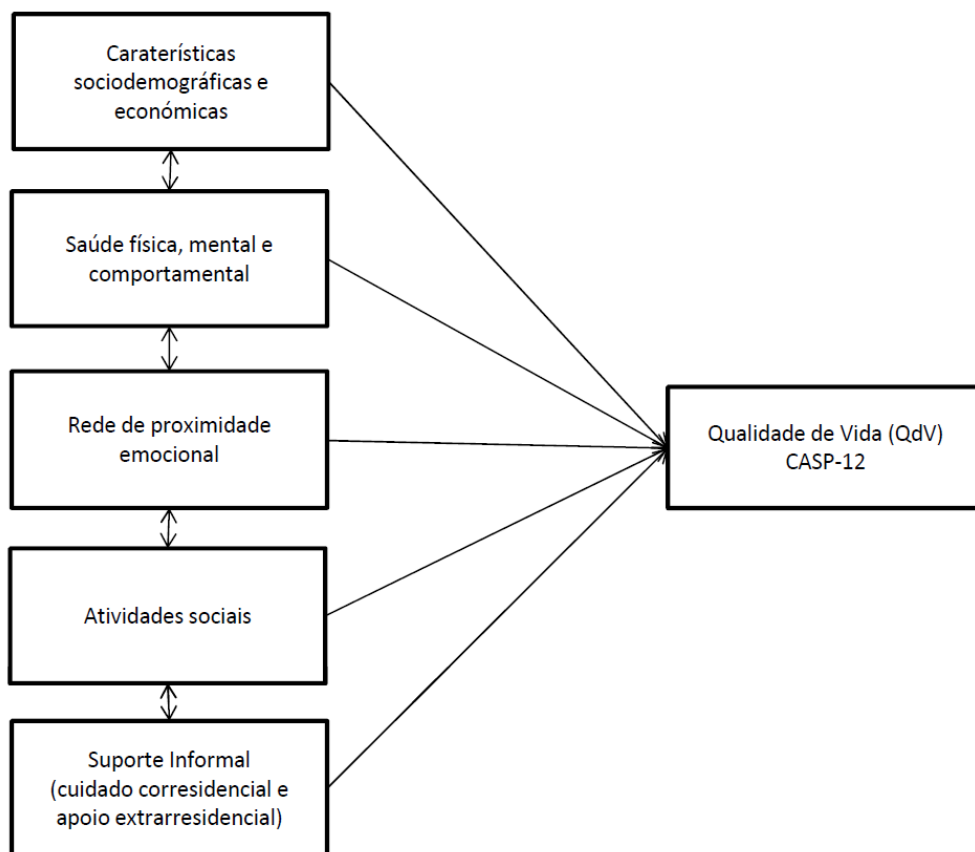 Caraterísticas
sociodemográficas e
económicas
Saúde física, mental e
comportamental
Rede de proximidade
emocional
Qualidade de Vida (QdV)
CASP-12
Atividades sociais
Suporte Informal
(cuidado corresidencial e
apoio extrarresidencial)